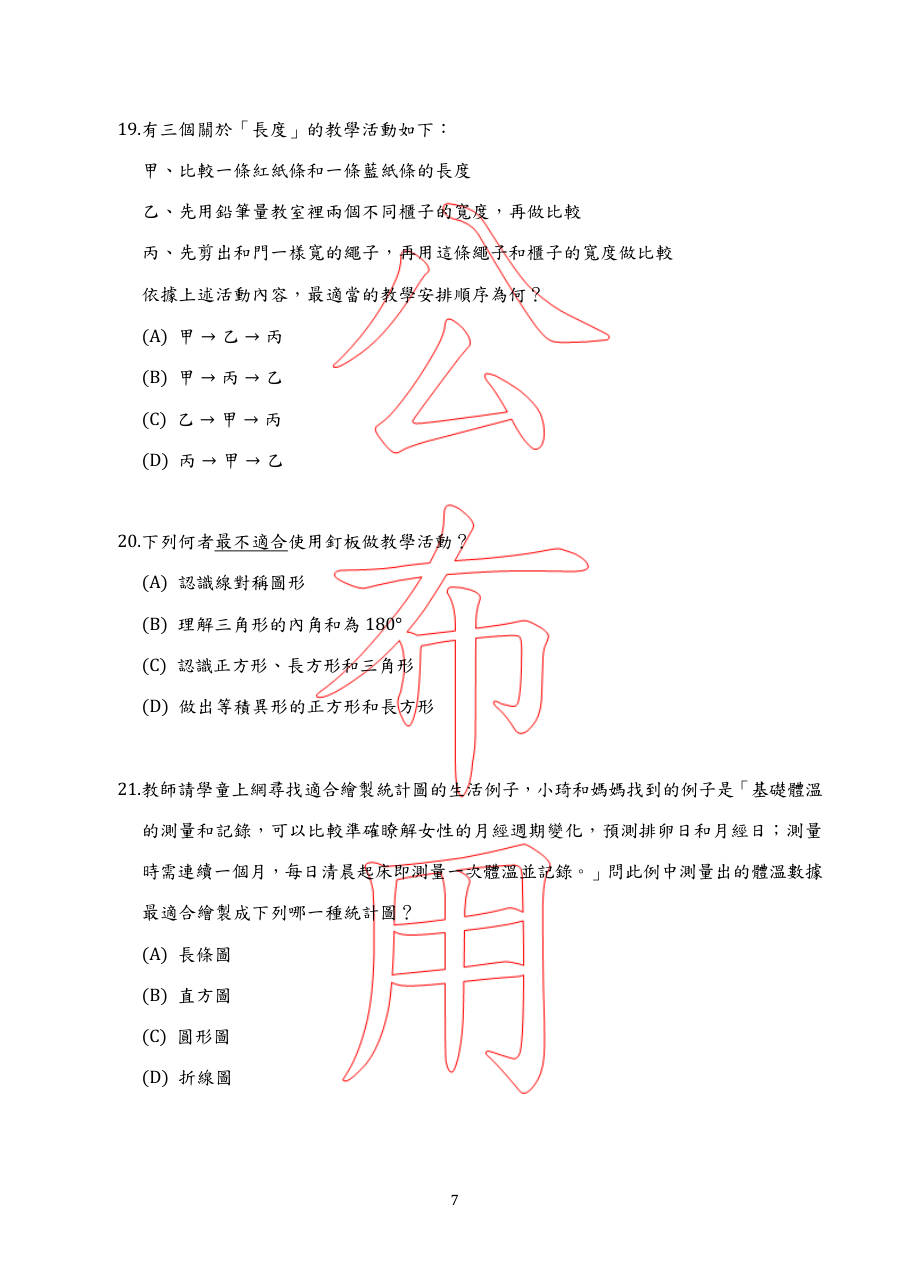 19.有三個關於「長度」的教學活動如下：
甲、比較一條紅紙條和一條藍紙條的長度
乙、先用鉛筆量教室裡兩個不同櫃子的寬度，再做比較
丙、先剪出和門一樣寬的繩子，再用這條繩子和櫃子的寬度做比較
依據上述活動內容，最適當的教學安排順序為何？
(A) 甲 → 乙 → 丙
(B) 甲 → 丙 → 乙
(C) 乙 → 甲 → 丙
(D) 丙 → 甲 → 乙
20.下列何者最不適合使用釘板做教學活動？
(A) 認識線對稱圖形
(B) 理解三角形的內角和為 180°
(C) 認識正方形、長方形和三角形
(D) 做出等積異形的正方形和長方形
21.教師請學童上網尋找適合繪製統計圖的生活例子，小琦和媽媽找到的例子是「基礎體溫
的測量和記錄，可以比較準確瞭解女性的月經週期變化，預測排卵日和月經日；測量
時需連續一個月，每日清晨起床即測量一次體溫並記錄。」問此例中測量出的體溫數據
最適合繪製成下列哪一種統計圖？
(A) 長條圖
(B) 直方圖
(C) 圓形圖
(D) 折線圖
公布用
7